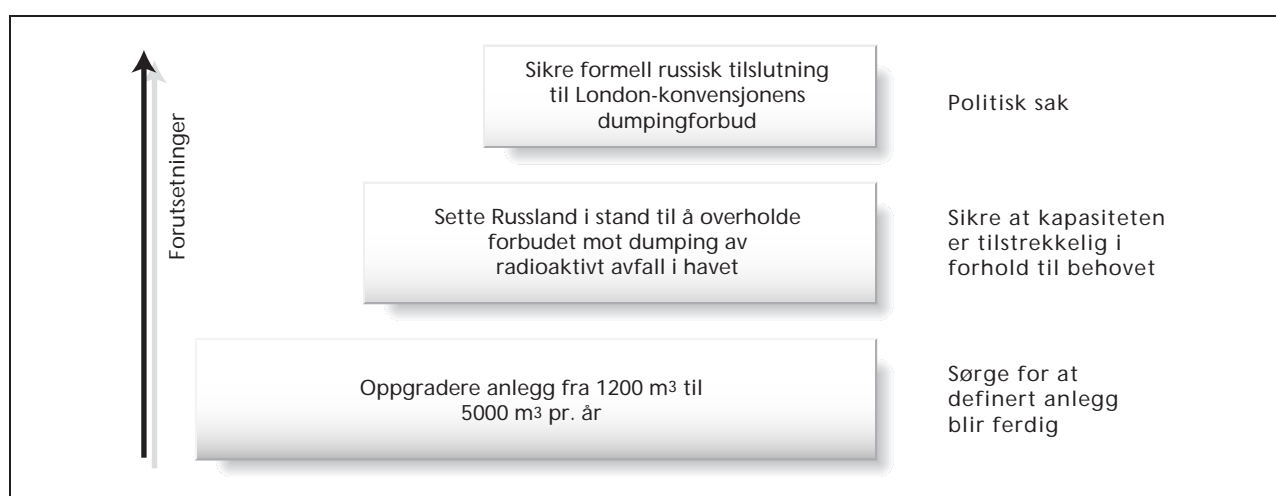 Forutsetninger
Sikre formell russisk tilslutning
til London-konvensjonens
dumpingforbud
Politisk sak
Sette Russland i stand til å overholde
forbudet mot dumping av
radioaktivt avfall i havet
Sikre at kapasiteten
er tilstrekkelig i
forhold til behovet
Oppgradere anlegg fra 1200 m³ til
5000 m³ pr. år
Sørge for at
definert anlegg
blir ferdig